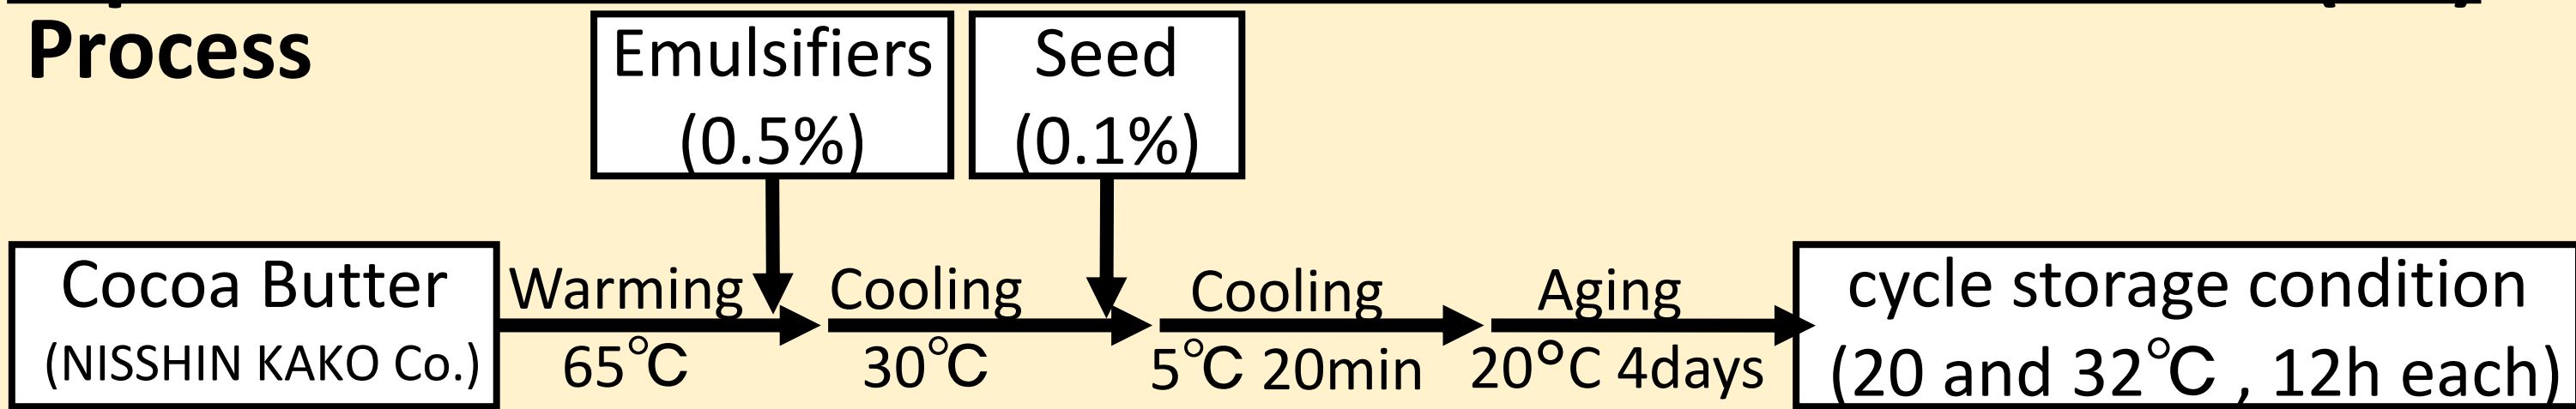 Process
Emulsifiers
(0.5%)
Seed
(0.1%)
Cocoa Butter
(NISSHIN KAKO Co.)
Warming
65℃
Cooling
30℃
Cooling
5℃ 20min
Aging
20°C 4days
cycle storage condition
(20 and 32℃ , 12h each)